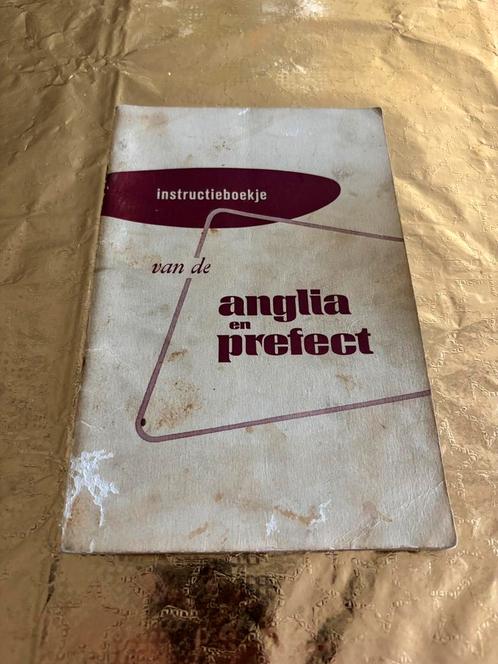 instructieboekje
van de
anglia
en
prefect